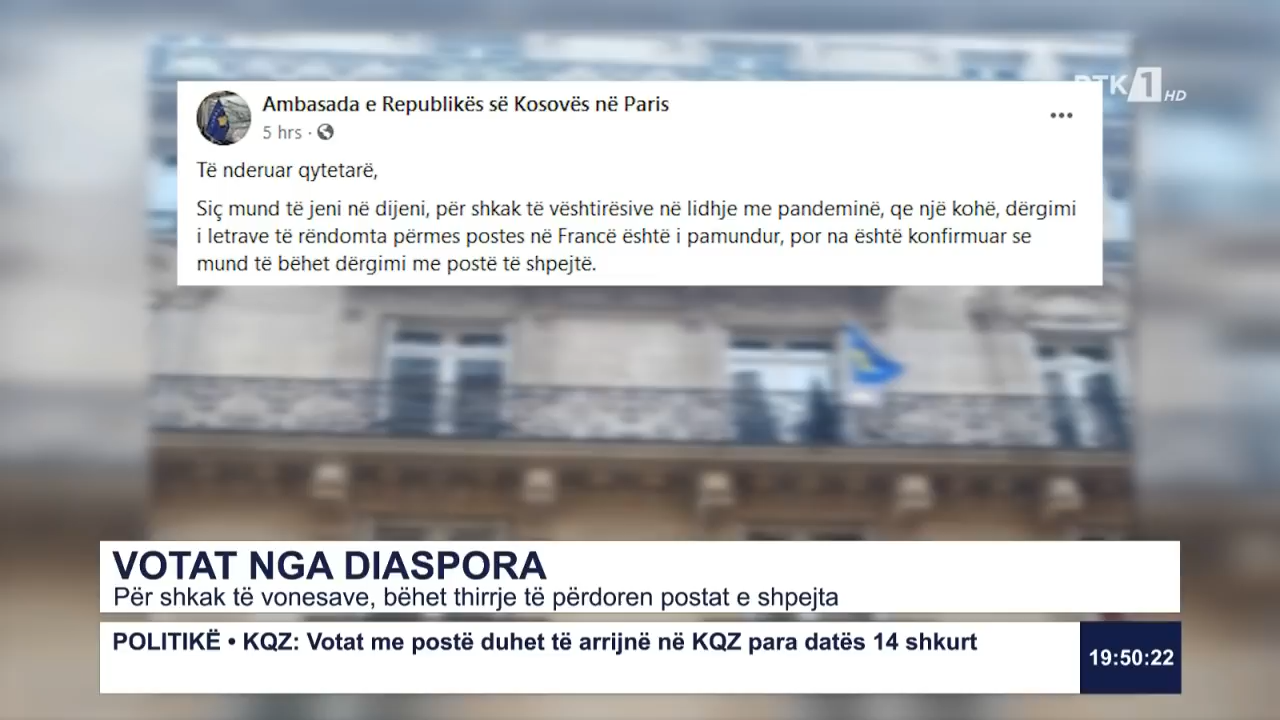 RTK 1 HD
Ambasada e Republikës së Kosovës në Paris
5 hrs ·
Të nderuar qytetarë,
Siç mund të jeni në dijeni, për shkak të vështirësive në lidhje me pandeminë, qe një kohë, dërgimi
i letrave të rëndomta përmes postes në Francë është i pamundur, por na është konfirmuar se
mund të bëhet dërgimi me postë të shpejtë.
VOTAT NGA DIASPORA
Për shkak të vonesave, bëhet thirrje të përdoren postat e shpejta
POLITIKË • KQZ: Votat me postë duhet të arrijnë në KQZ para datës 14 shkurt
19:50:22